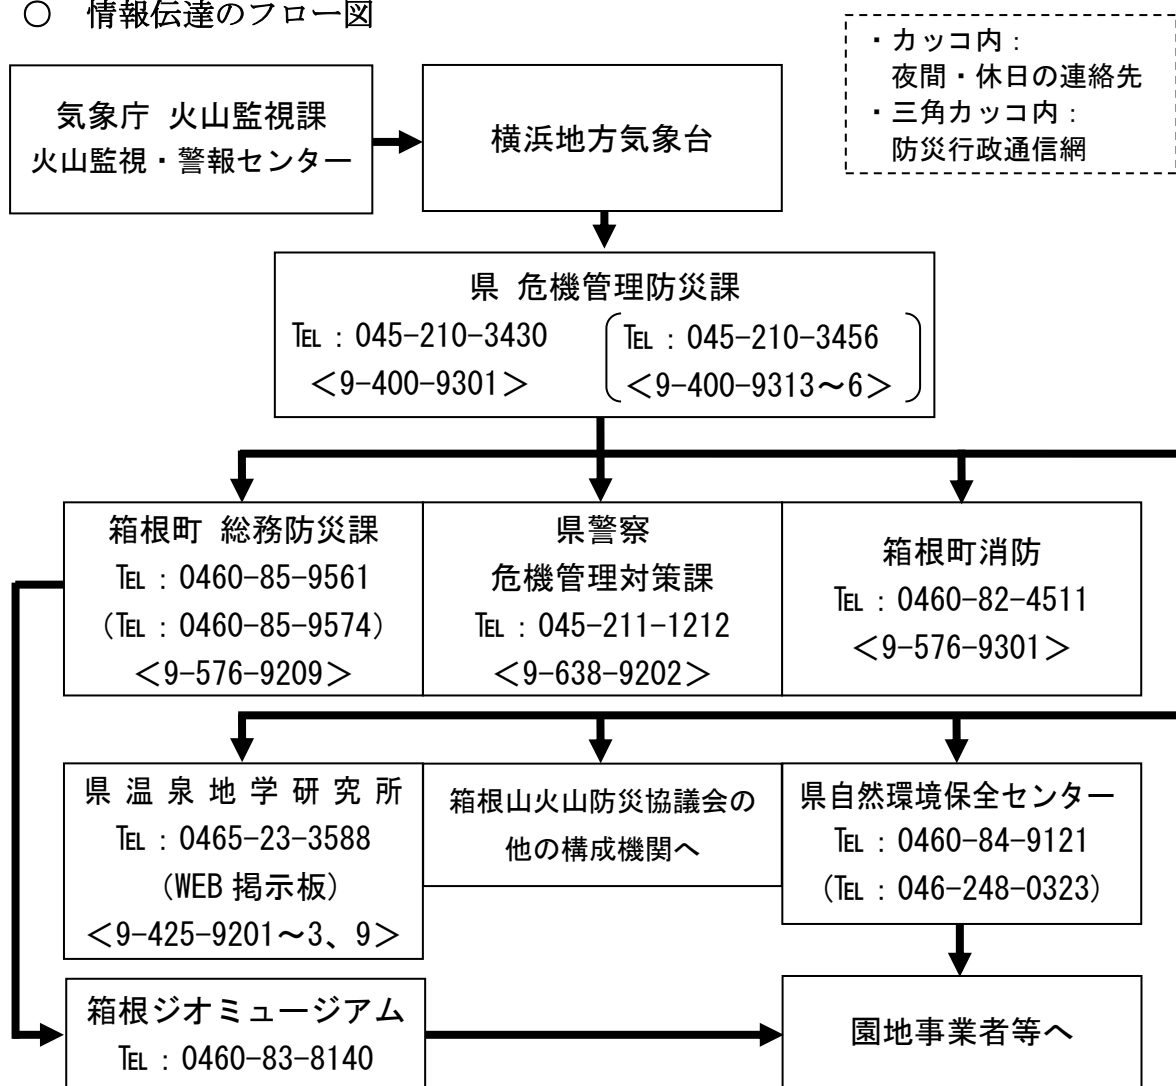 ○ 情報伝達のフロー図
・カッコ内：
夜間・休日の連絡先
・三角カッコ内：
防災行政通信網
気象庁 火山監視課
火山監視・警報センター
横浜地方気象台
県 危機管理防災課
℡：045-210-3430
＜9-400-9301＞
℡：045-210-3456
＜9-400-9313～6＞
箱根町 総務防災課
℡：0460-85-9561
（℡：0460-85-9574）
＜9-576-9209＞
県警察
危機管理対策課
℡：045-211-1212
＜9-638-9202＞
箱根町消防
℡：0460-82-4511
＜9-576-9301＞
県 温 泉 地 学 研 究 所
℡：0465-23-3588
（WEB 掲示板）
＜9-425-9201～3、9＞
箱根山火山防災協議会の
他の構成機関へ
県自然環境保全センター
℡：0460-84-9121
（℡：046-248-0323）
箱根ジオミュージアム
℡：0460-83-8140
園地事業者等へ